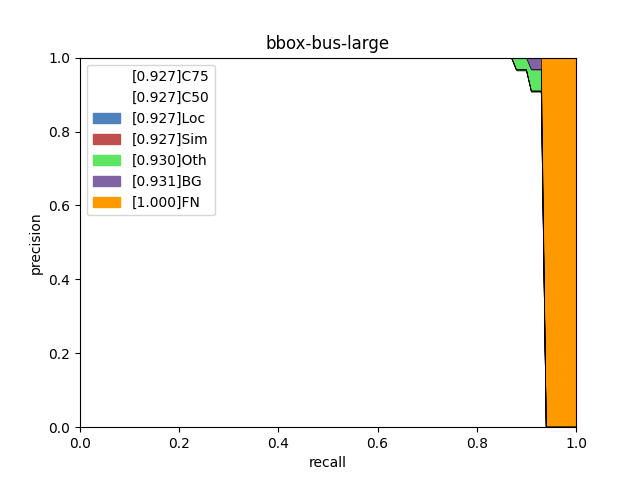 bbox-bus-large
1.0
0.8
0.6
0.4
0.2
0.0
precision
[0.927]C75
[0.927]C50
[0.927]Loc
[0.927]Sim
[0.930]Oth
[0.931]BG
[1.000]FN
0.0 0.2 0.4 0.6 0.8 1.0
recall